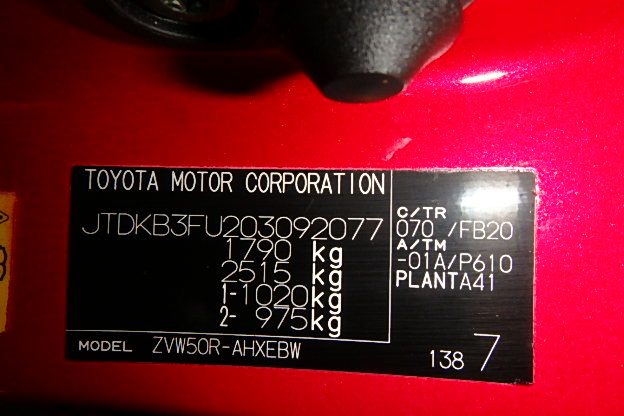 TOYOTA MOTOR CORPORATION
JTDKB3FU203092077
1790 kg
2515 kg
1-1020kg
2- 975kg
C/TR
070 /FB20
A/TM
-01A/P610
PLANTA41
MODEL ZVW50R-AHXEBW
138 7